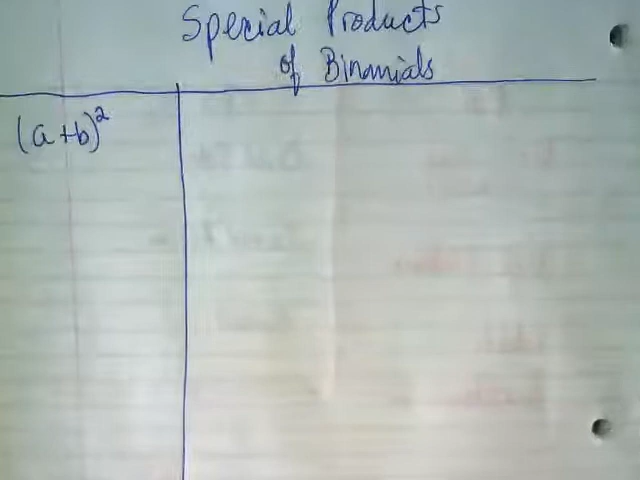 Special Products
of Binomials
(a+b)²